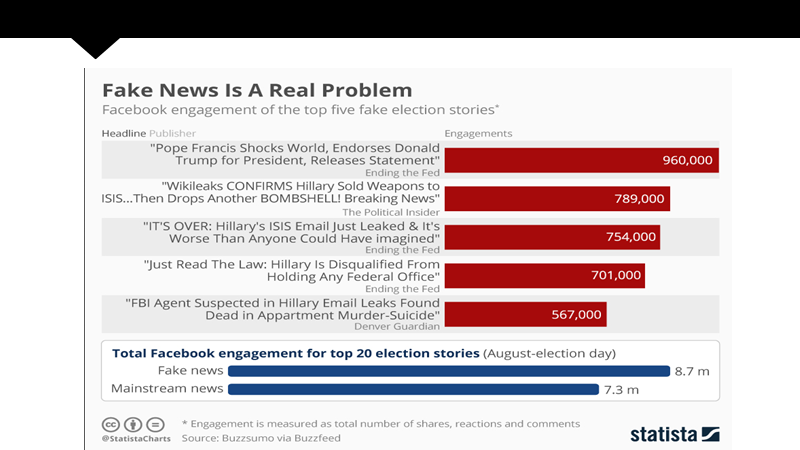 Fake News Is A Real Problem
Facebook engagement of the top five fake election stories*
Headline Publisher Engagements
"Pope Francis Shocks World, Endorses Donald
Trump for President, Releases Statement"
Ending the Fed
960,000
"Wikileaks CONFIRMS Hillary Sold Weapons to
ISIS...Then Drops Another BOMBSHELL! Breaking News"
The Political Insider
789,000
"IT'S OVER: Hillary's ISIS Email Just Leaked & It's
Worse Than Anyone Could Have imagined"
Ending the Fed
754,000
"Just Read The Law: Hillary Is Disqualified From
Holding Any Federal Office"
Ending the Fed
701,000
"FBI Agent Suspected in Hillary Email Leaks Found
Dead in Appartment Murder-Suicide"
Denver Guardian
567,000
Total Facebook engagement for top 20 election stories (August-election day)
Fake news 8.7 m
Mainstream news 7.3 m
cc
@StatistaCharts
* Engagement is measured as total number of shares, reactions and comments
Source: Buzzsumo via Buzzfeed
statista